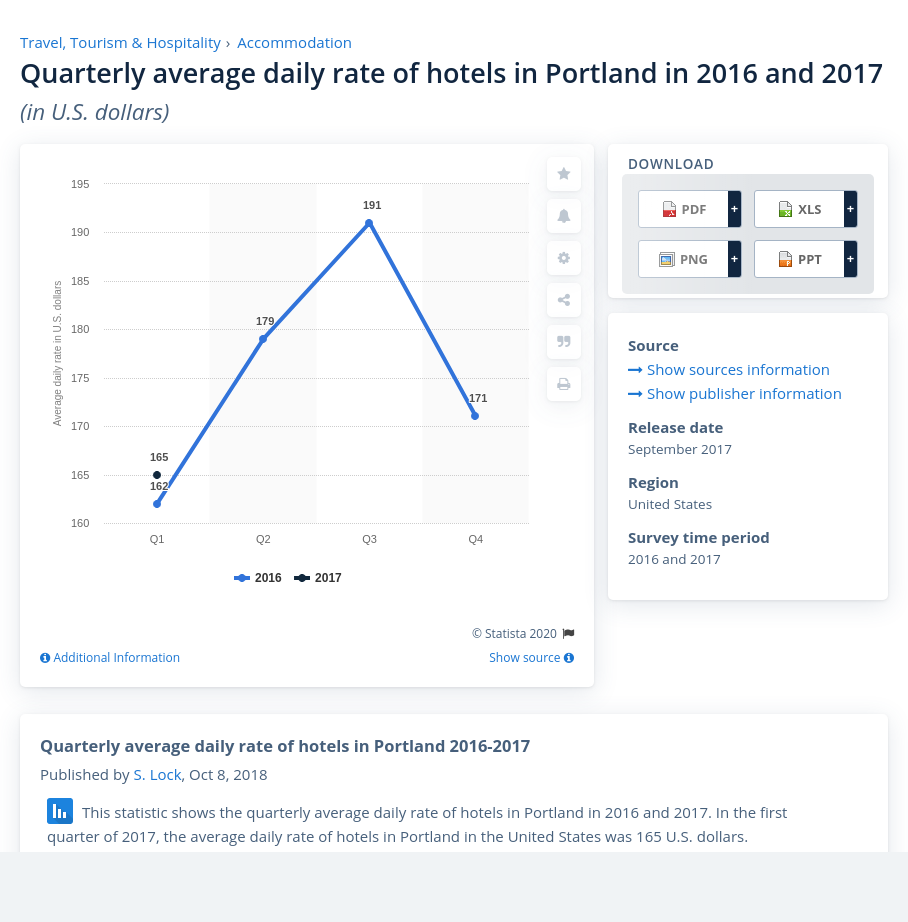 Travel, Tourism & Hospitality › Accommodation
Quarterly average daily rate of hotels in Portland in 2016 and 2017
(in U.S. dollars)
195
190
185
180
175
170
165
160
Average daily rate in U.S. dollars
191
179
171
165
162
Q1 Q2 Q3 Q4
2016 2017
© Statista 2020
Additional Information Show source
DOWNLOAD
PDF + XLS +
PNG + PPT +
Source
Show sources information
Show publisher information
Release date
September 2017
Region
United States
Survey time period
2016 and 2017
Quarterly average daily rate of hotels in Portland 2016-2017
Published by S. Lock, Oct 8, 2018
This statistic shows the quarterly average daily rate of hotels in Portland in 2016 and 2017. In the first
quarter of 2017, the average daily rate of hotels in Portland in the United States was 165 U.S. dollars.